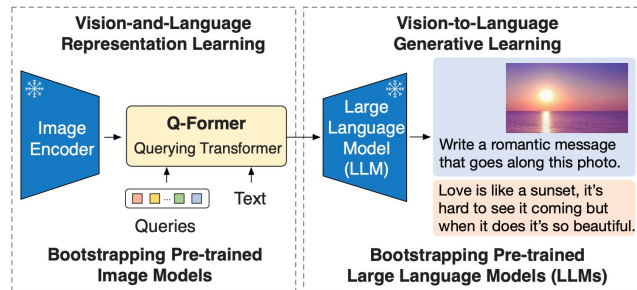 Vision-and-Language
Representation Learning
Vision-to-Language
Generative Learning
Image
Encoder
Q-Former
Querying Transformer
Queries
...
Text
Bootstrapping Pre-trained
Image Models
Large
Language
Model
(LLM)
Write a romantic message
that goes along this photo.
Love is like a sunset, it's
hard to see it coming but
when it does it's so beautiful.
Bootstrapping Pre-trained
Large Language Models (LLMs)